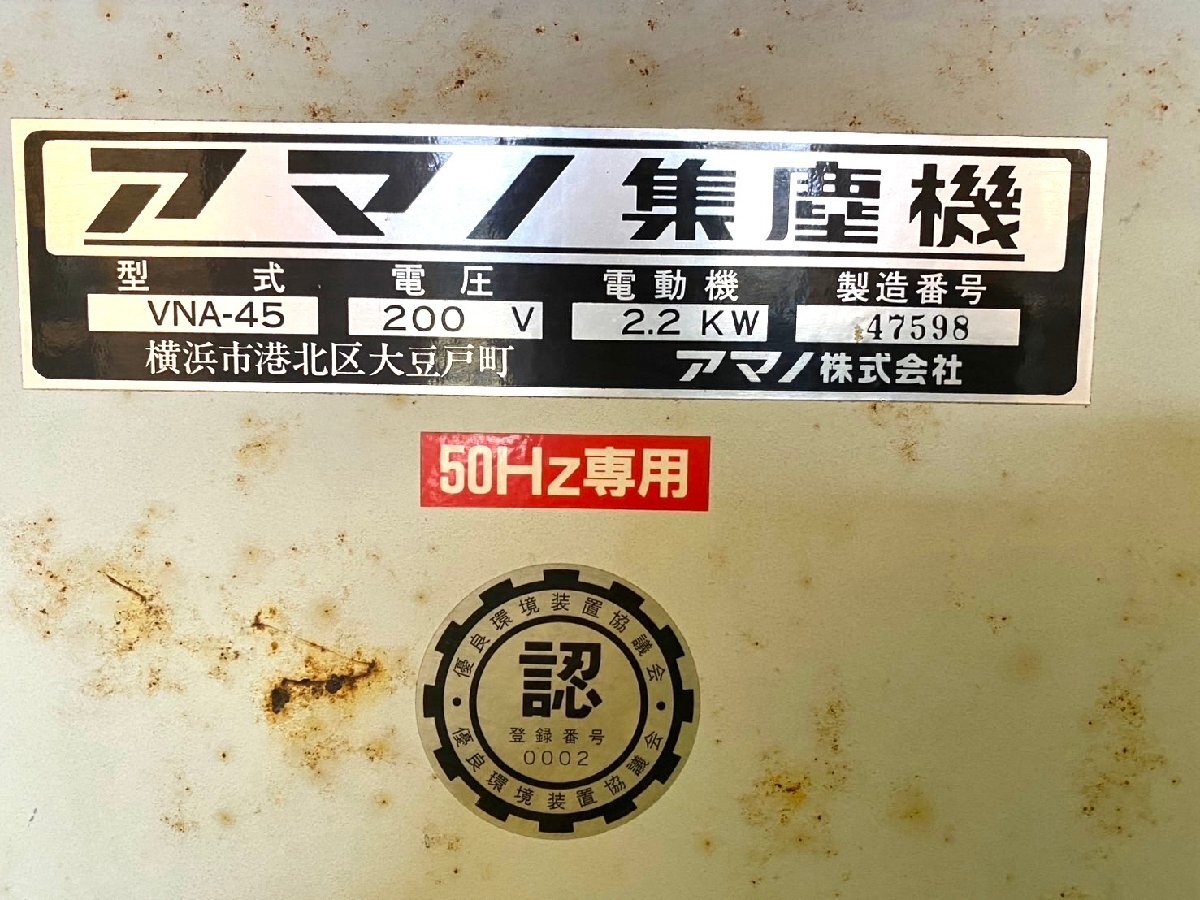 アマノ集塵機
型式 電圧 電動機 製造番号
VNA-45 200 V 2.2 KW 47598
横浜市港北区大豆戸町 アマノ株式会社
50Hz専用
優良環境装置協議会
認
登録番号
0002
優良環境装置協議会